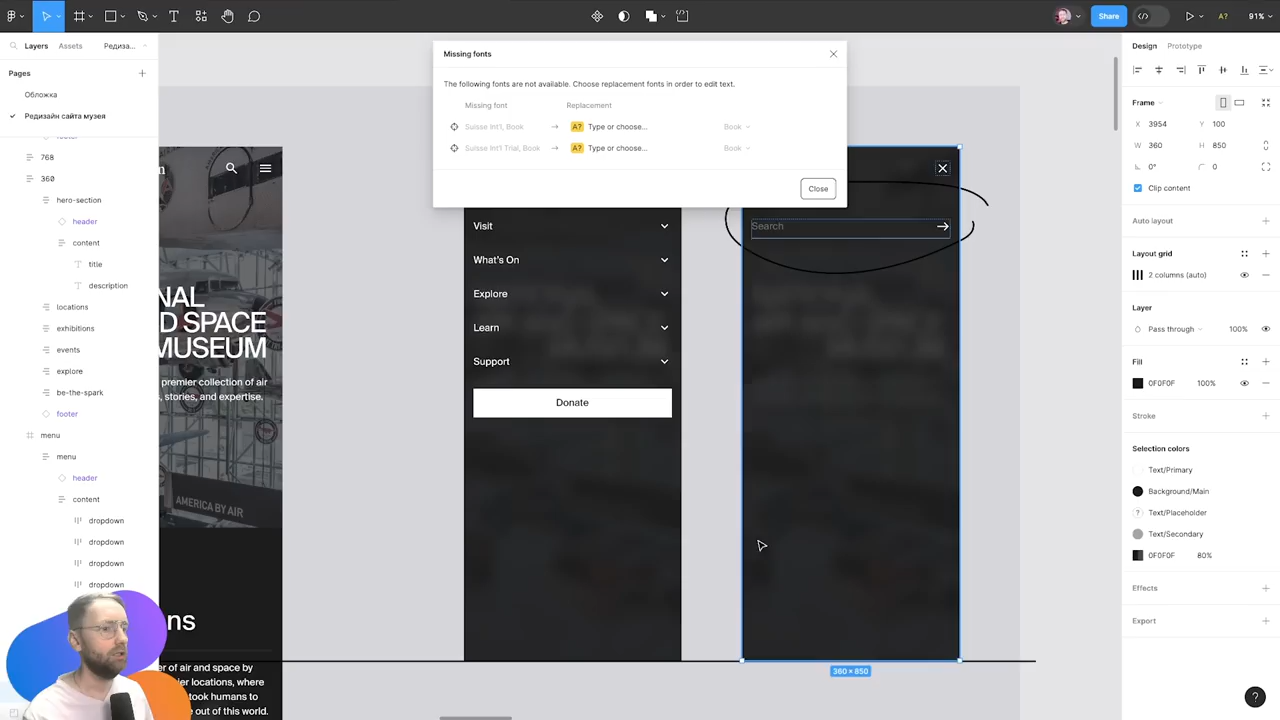 Share
A?
91%
Layers
Assets
Редиза...
Pages
Обложка
Редизайн сайта музея
footer
768
360
hero-section
header
content
title
description
locations
exhibitions
events
explore
be-the-spark
footer
menu
menu
header
content
dropdown
dropdown
dropdown
dropdown
NAL
D SPACE
MUSEUM
premier collection of air
s, stories, and expertise.
AMERICA BY AIR
ns
er of air and space by
ier locations, where
took humans to
e out of this world.
Missing fonts
The following fonts are not available. Choose replacement fonts in order to edit text.
Missing font
Replacement
Suisse Int'l, Book
A? Type or choose...
Book
Suisse Int'l Trial, Book
A? Type or choose...
Book
Close
Visit
What's On
Explore
Learn
Support
Donate
Search
360 × 850
Design
Prototype
Frame
X 3954
Y 100
W 360
H 850
0°
0
Clip content
Auto layout
Layout grid
2 columns (auto)
Layer
Pass through
100%
Fill
0F0F0F
100%
Stroke
Selection colors
Text/Primary
Background/Main
? Text/Placeholder
Text/Secondary
0F0F0F
80%
Effects
Export
?